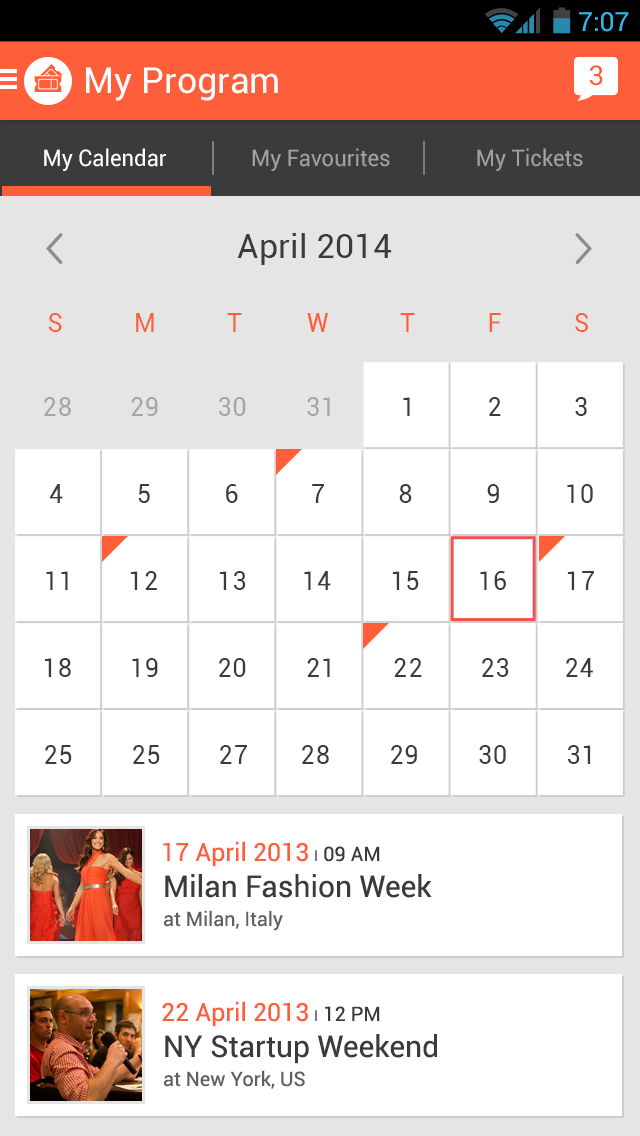 7:07
My Program
3
My Calendar My Favourites My Tickets
April 2014
S M T W T F S
28 29 30 31 1 2 3
4 5 6 7 8 9 10
11 12 13 14 15 16 17
18 19 20 21 22 23 24
25 25 27 28 29 30 31
17 April 2013 | 09 AM
Milan Fashion Week
at Milan, Italy
22 April 2013 | 12 PM
NY Startup Weekend
at New York, US